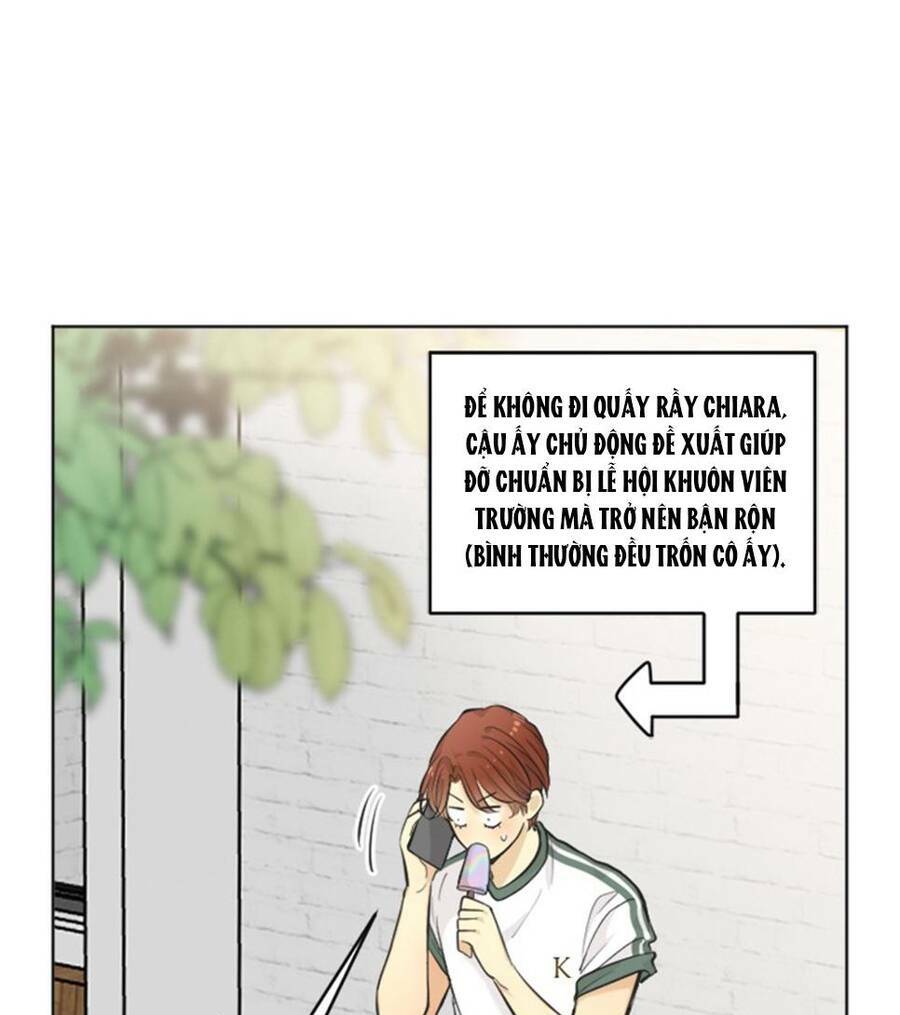 ĐỂ KHÔNG ĐI QUẤY RẦY CHIARA,
CẬU ẤY CHỦ ĐỘNG ĐỀ XUẤT GIÚP
ĐỠ CHUẨN BỊ LỄ HỘI KHUÔN VIÊN
TRƯỜNG MÀ TRỞ NÊN BẬN RỘN
(BÌNH THƯỜNG ĐỀU TRỐN CÔ ẤY).
K